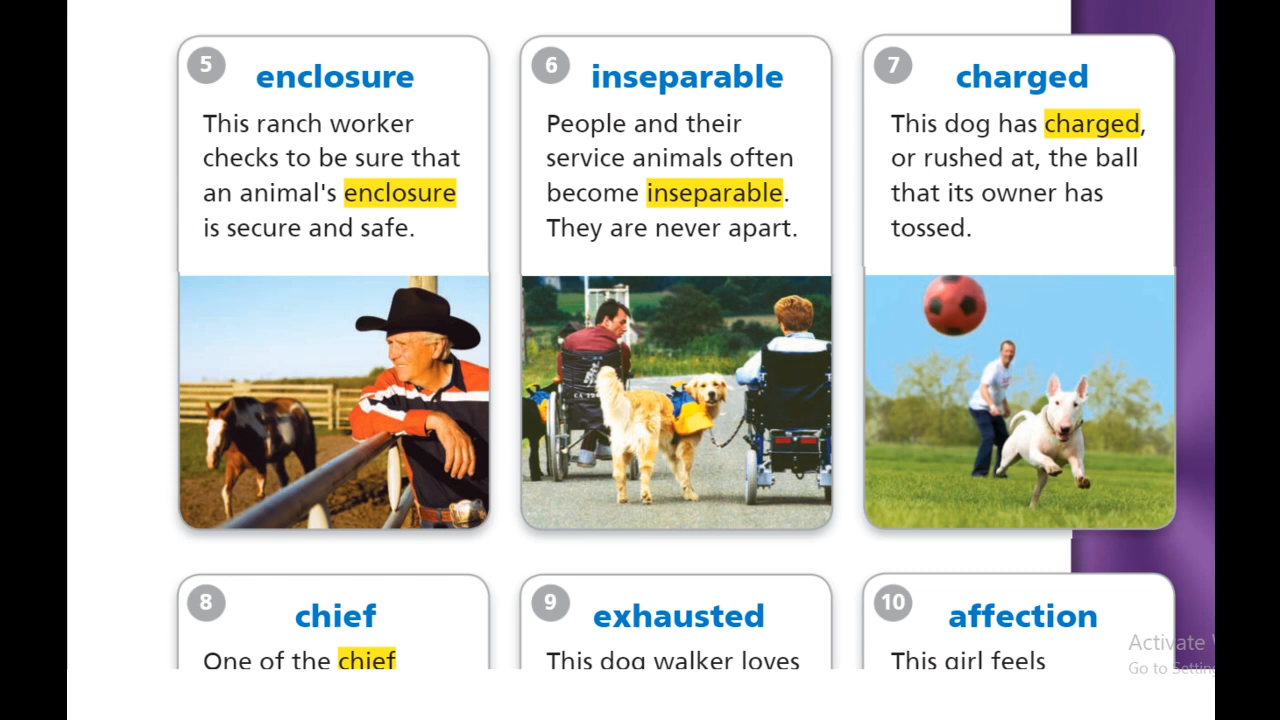 5
enclosure
This ranch worker
checks to be sure that
an animal's enclosure
is secure and safe.
6
inseparable
People and their
service animals often
become inseparable.
They are never apart.
7
charged
This dog has charged,
or rushed at, the ball
that its owner has
tossed.
8
chief
One of the chief
9
exhausted
This dog walker loves
10
affection
This girl feels
Activate
Go to Setting